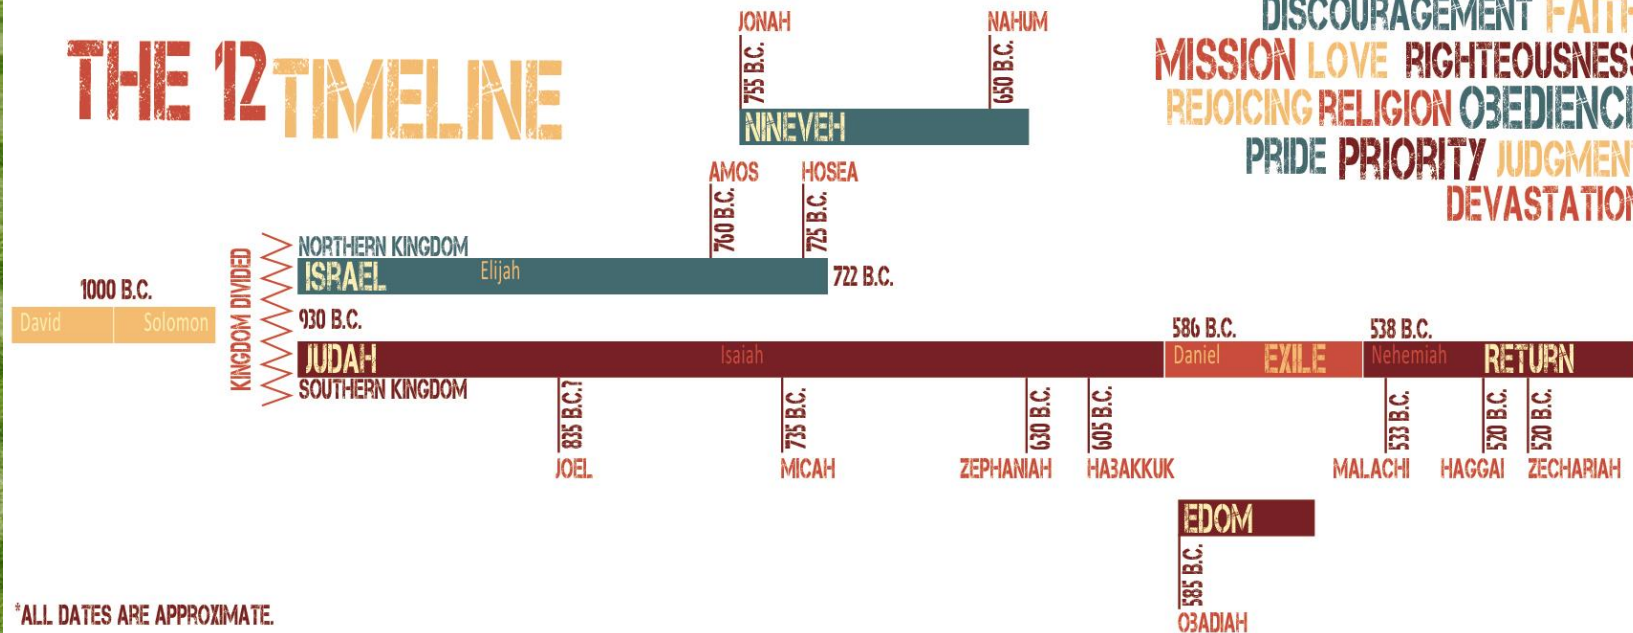 THE 12 TIMELINE
DISCOURAGEMENT FAITH
MISSION LOVE RIGHTEOUSNESS
REJOICING RELIGION OBEDIENC
PRIDE PRIORITY JUDGMENT
DEVASTATION
JONAH
755 B.C.
NAHUM
650 B.C.
NINEVEH
AMOS
760 B.C.
HOSEA
725 B.C.
NORTHERN KINGDOM
ISRAEL Elijah
722 B.C.
1000 B.C.
David Solomon
KINGDOM DIVIDED
930 B.C.
586 B.C.
538 B.C.
JUDAH Isaiah Daniel EXILE Nehemiah RETURN
SOUTHERN KINGDOM
835 B.C.?
JOEL
735 B.C.
MICAH
630 B.C.
ZEPHANIAH
605 B.C.
HABAKKUK
533 B.C.
MALACHI
520 B.C.
HAGGAI
520 B.C.
ZECHARIAH
EDOM
585 B.C.
OBADIAH
*ALL DATES ARE APPROXIMATE.